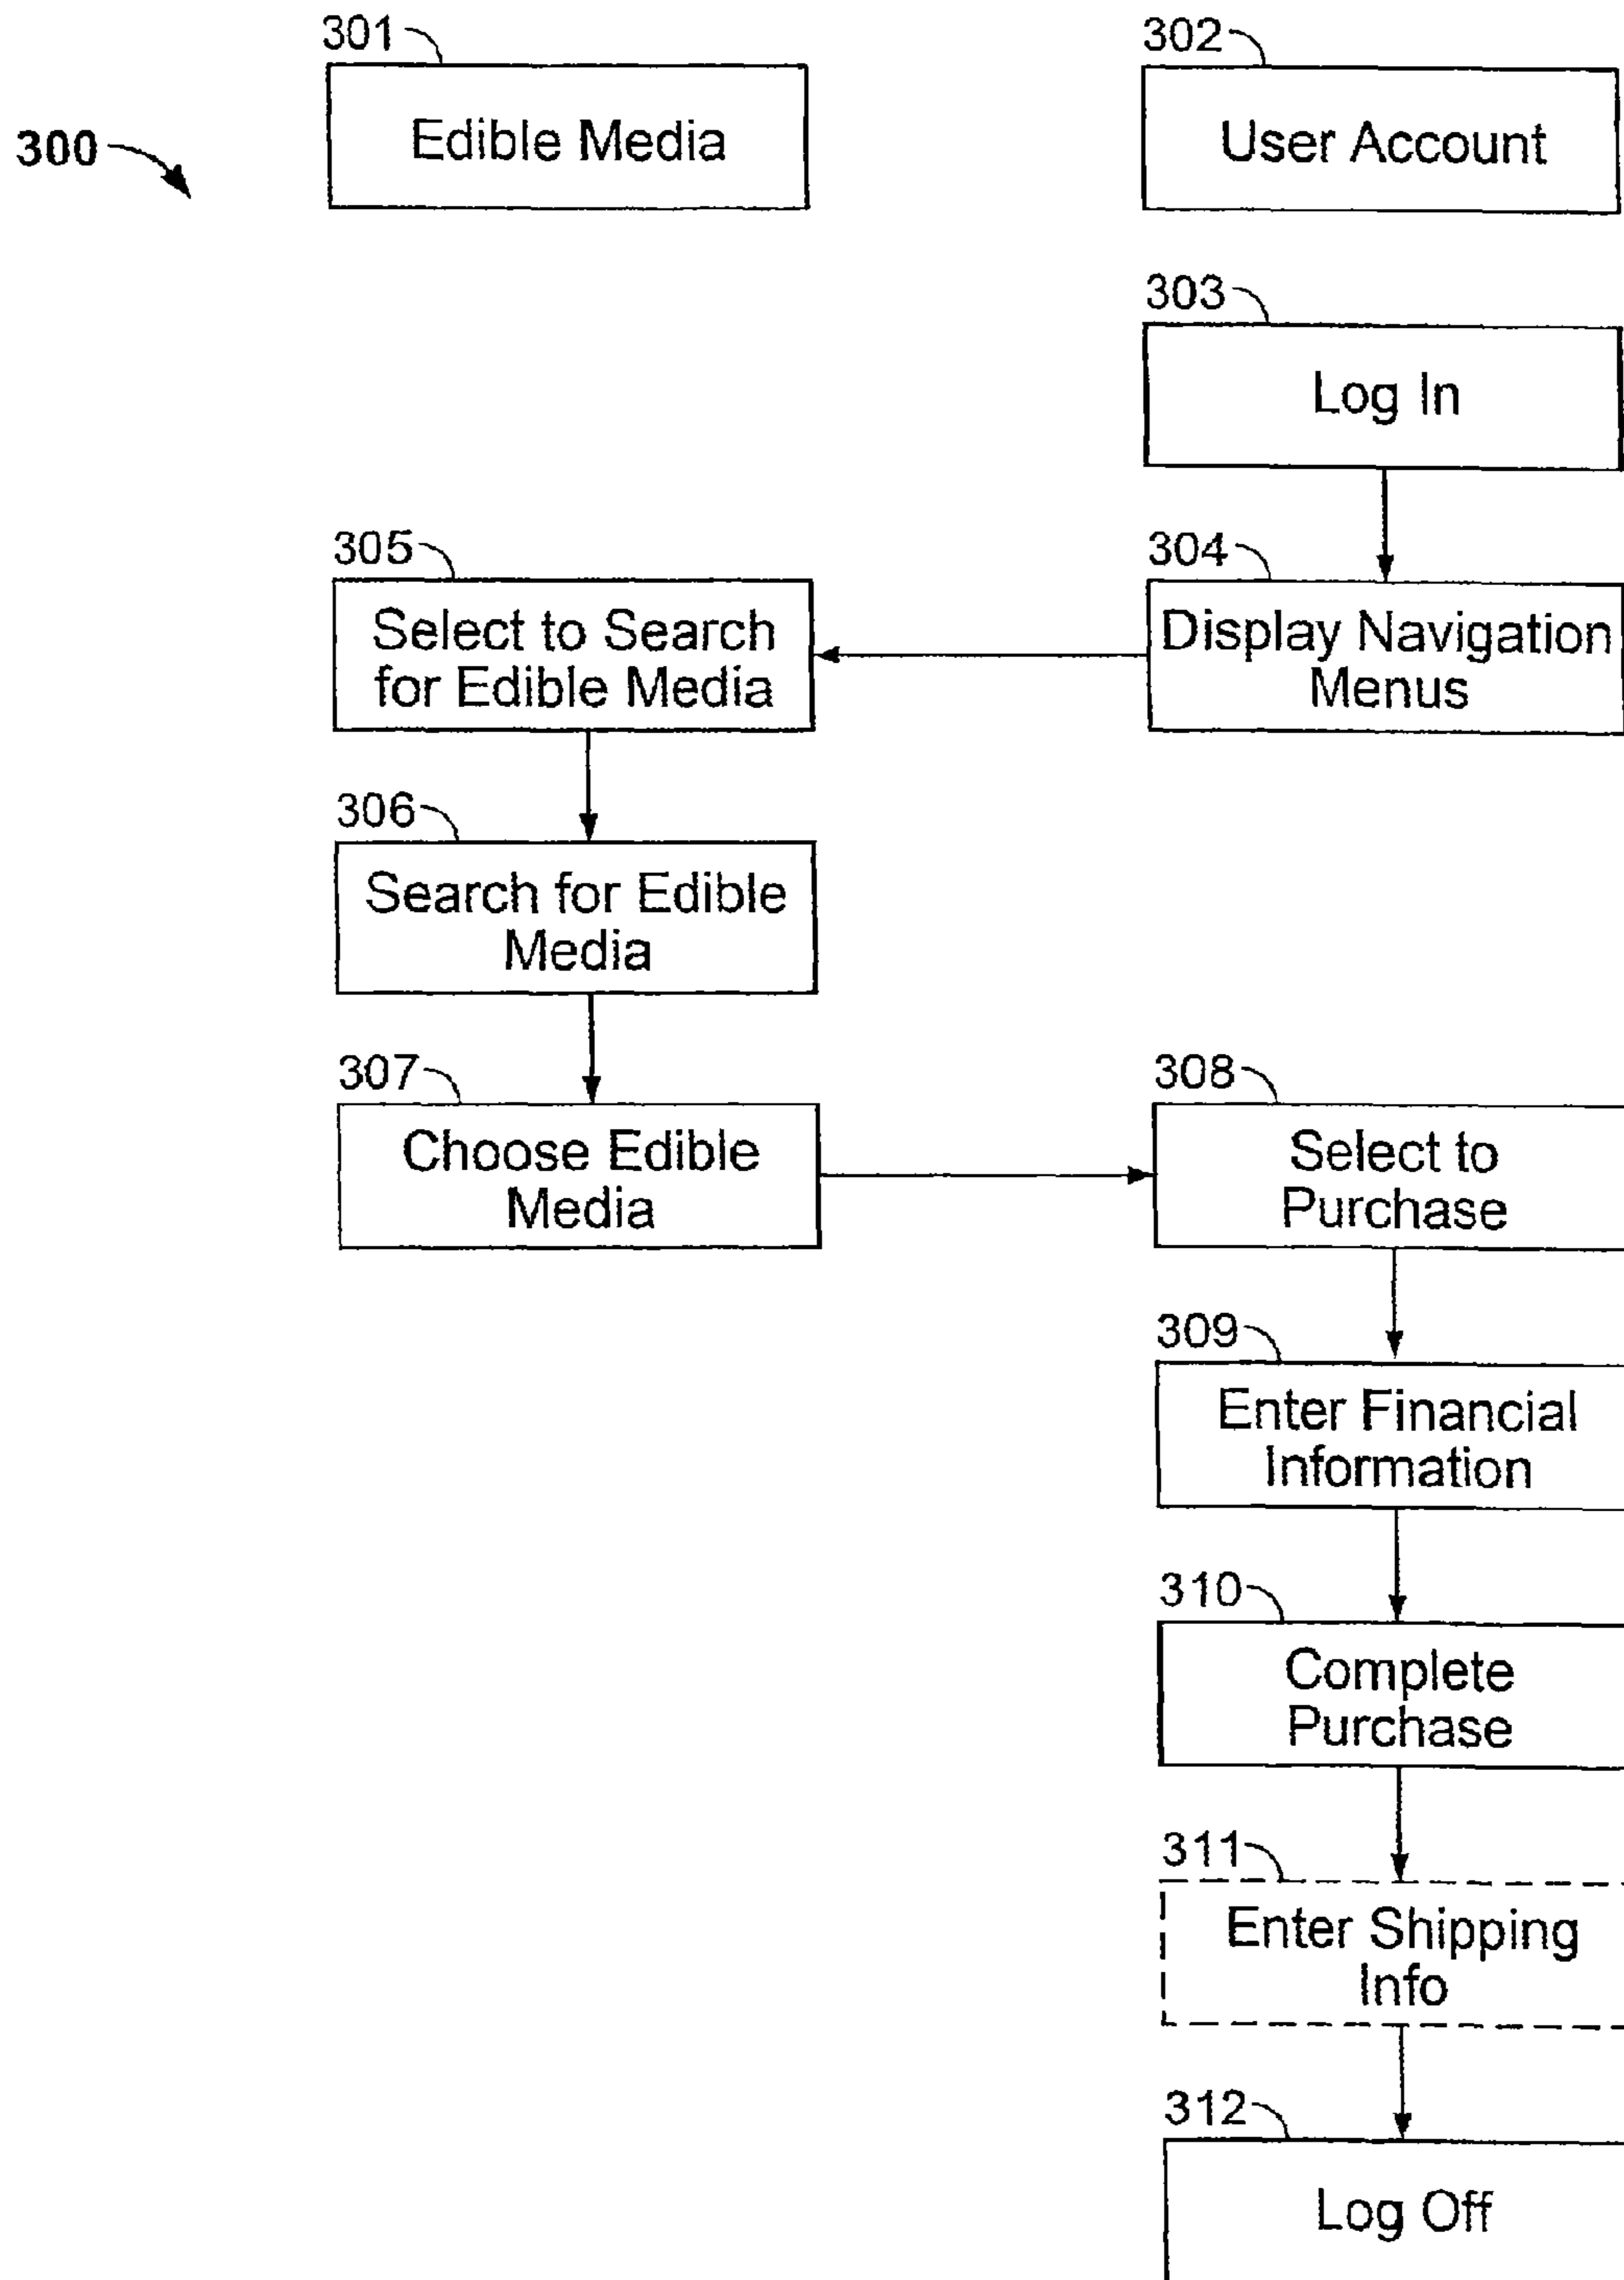 301
302
300
Edible Media
User Account
303
Log In
305
304
Select to Search
for Edible Media
Display Navigation
Menus
306
Search for Edible
Media
307
308
Choose Edible
Media
Select to
Purchase
309
Enter Financial
Information
310
Complete
Purchase
311
Enter Shipping
Info
312
Log Off